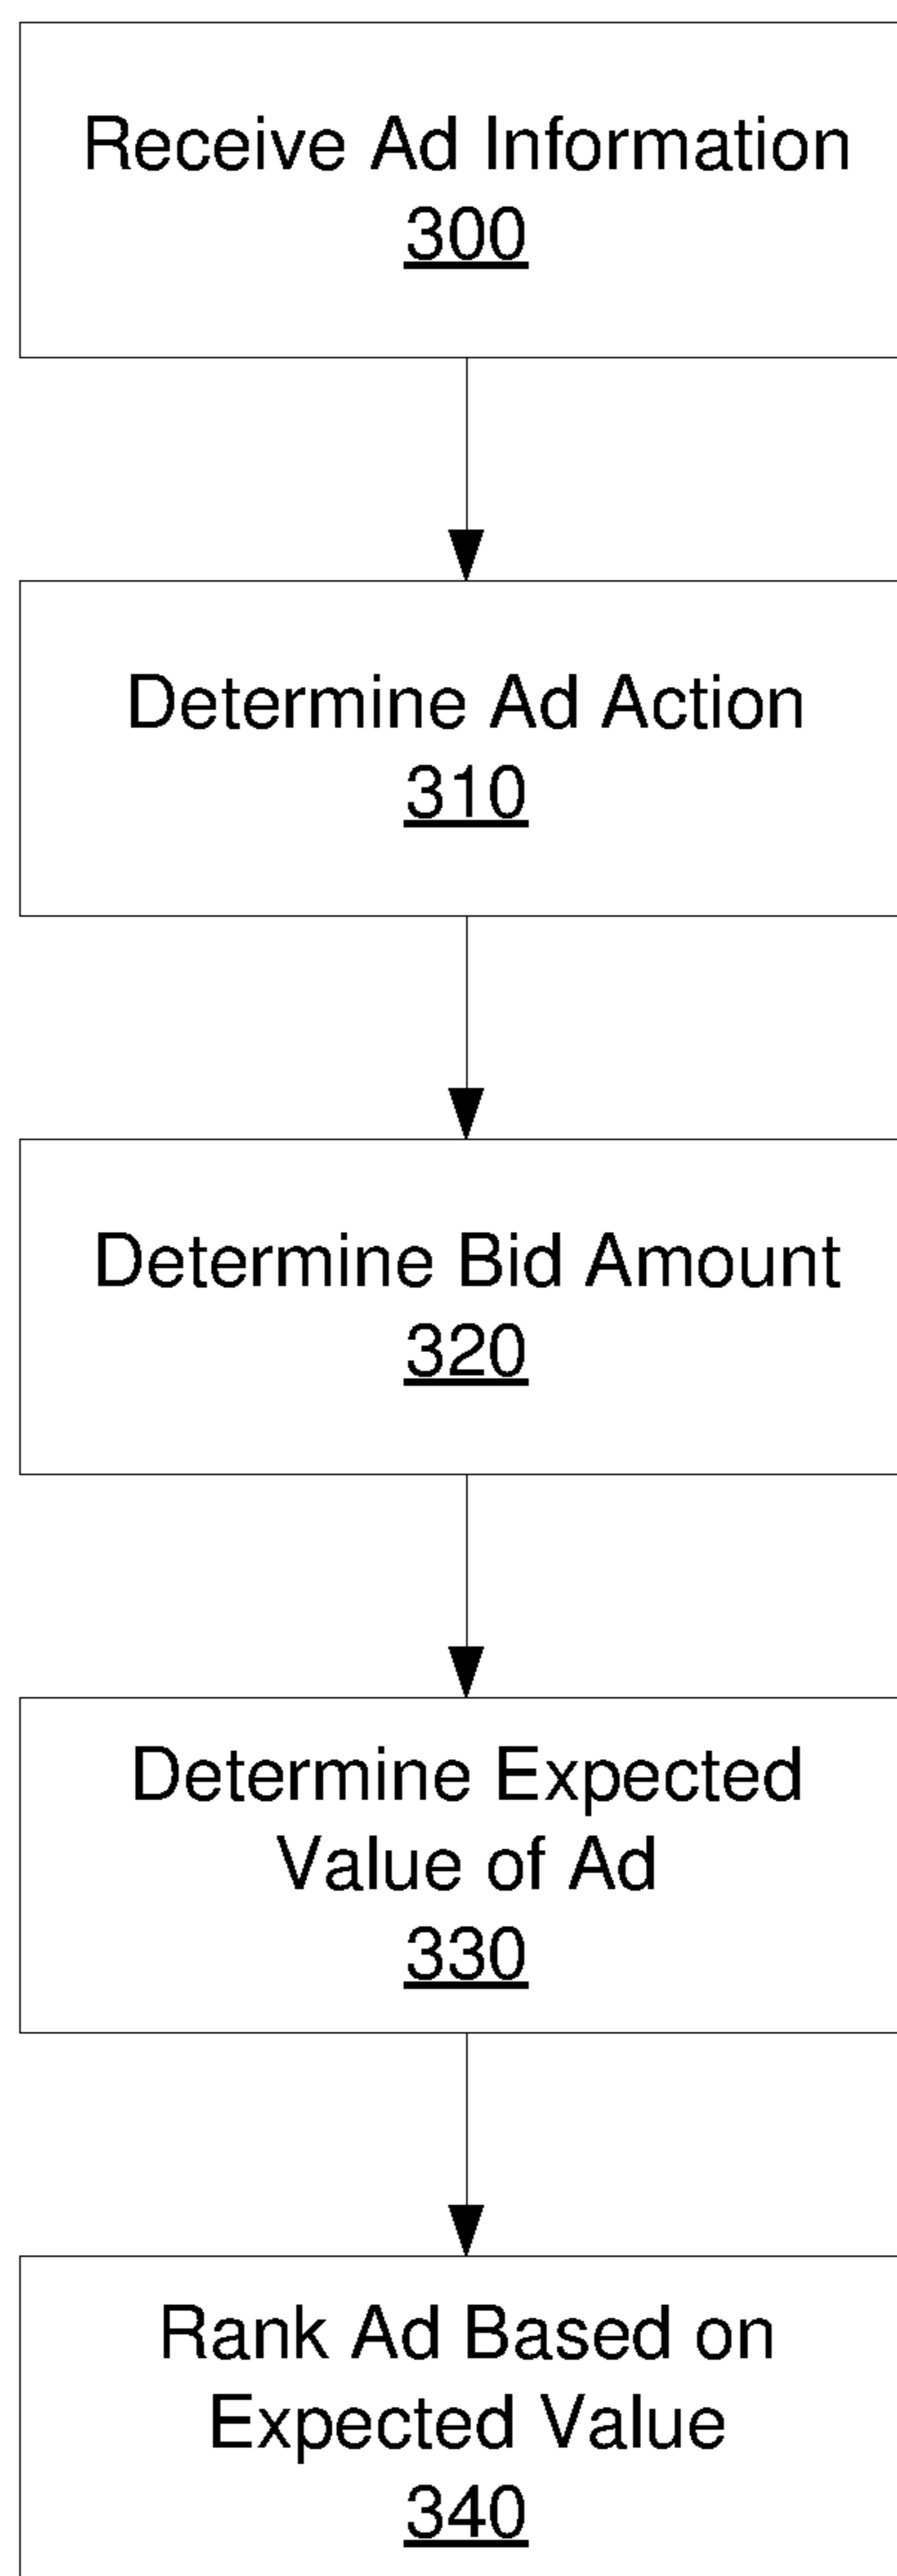 Receive Ad Information
300
Determine Ad Action
310
Determine Bid Amount
320
Determine Expected
Value of Ad
330
Rank Ad Based on
Expected Value
340